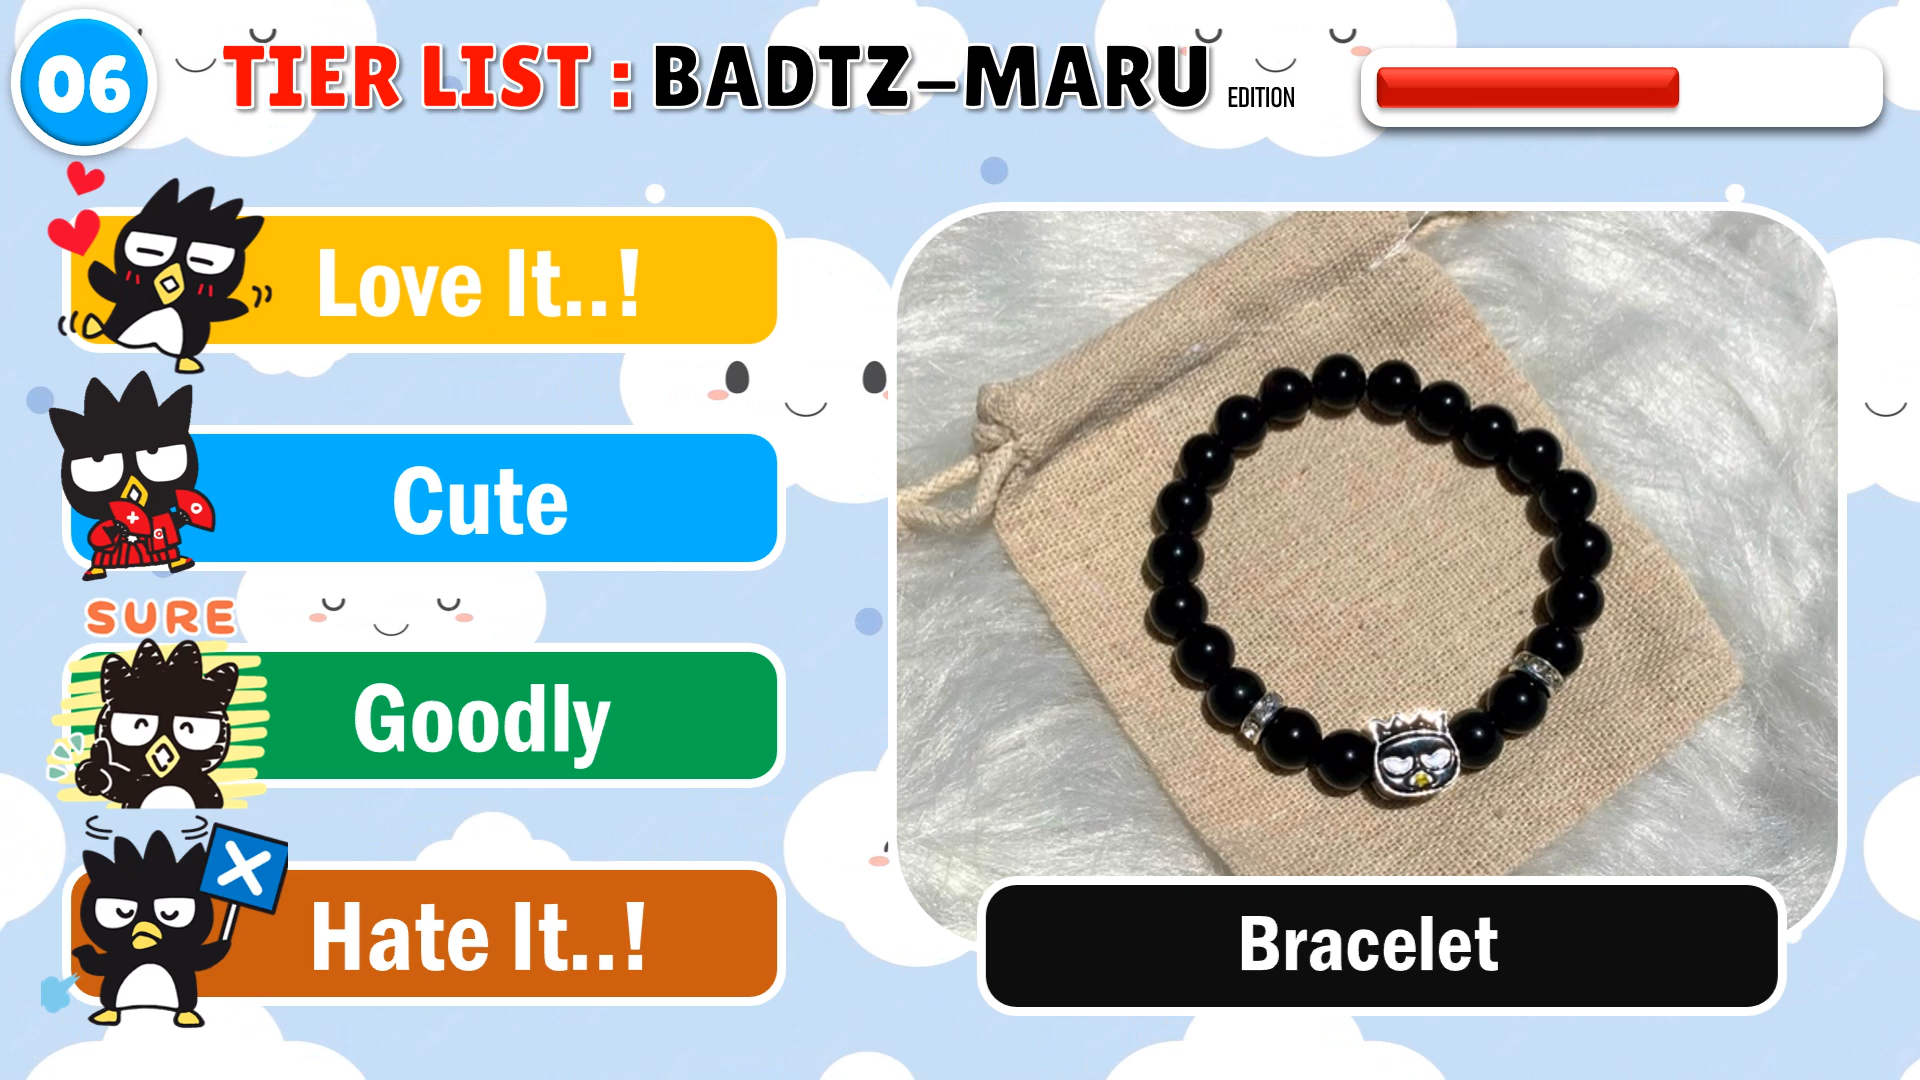 06
TIER LIST : BADTZ-MARU EDITION
Love It..!
Cute
SURE
Goodly
Hate It..!
Bracelet